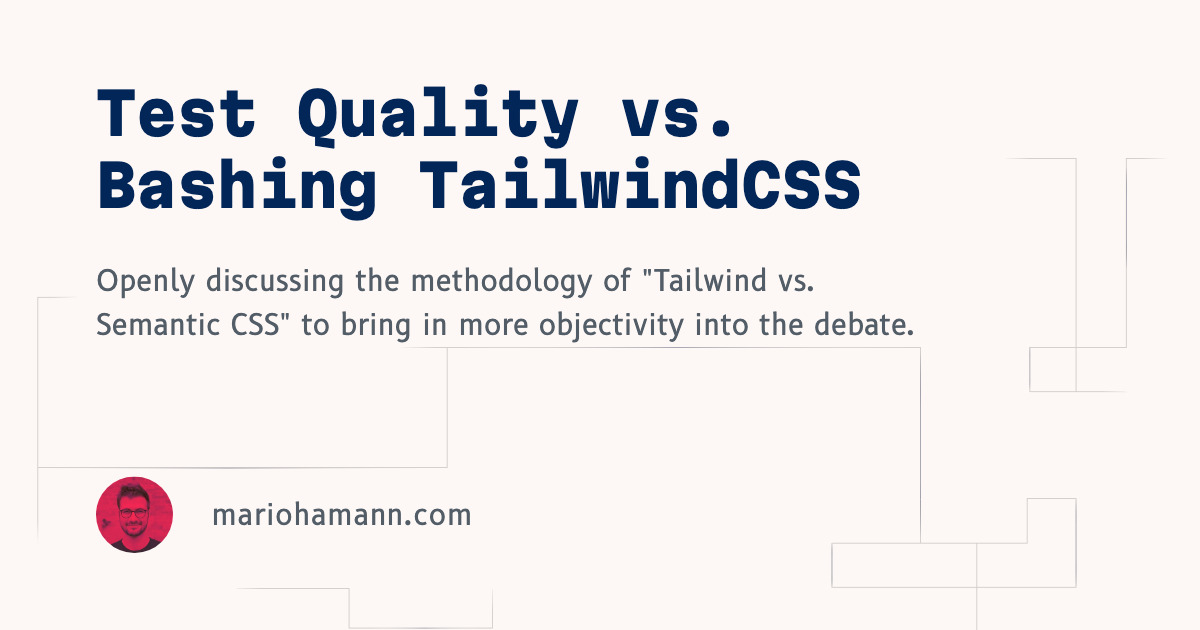 Test Quality vs.
Bashing TailwindCSS
Openly discussing the methodology of "Tailwind vs.
Semantic CSS" to bring in more objectivity into the debate.
mariohamann.com